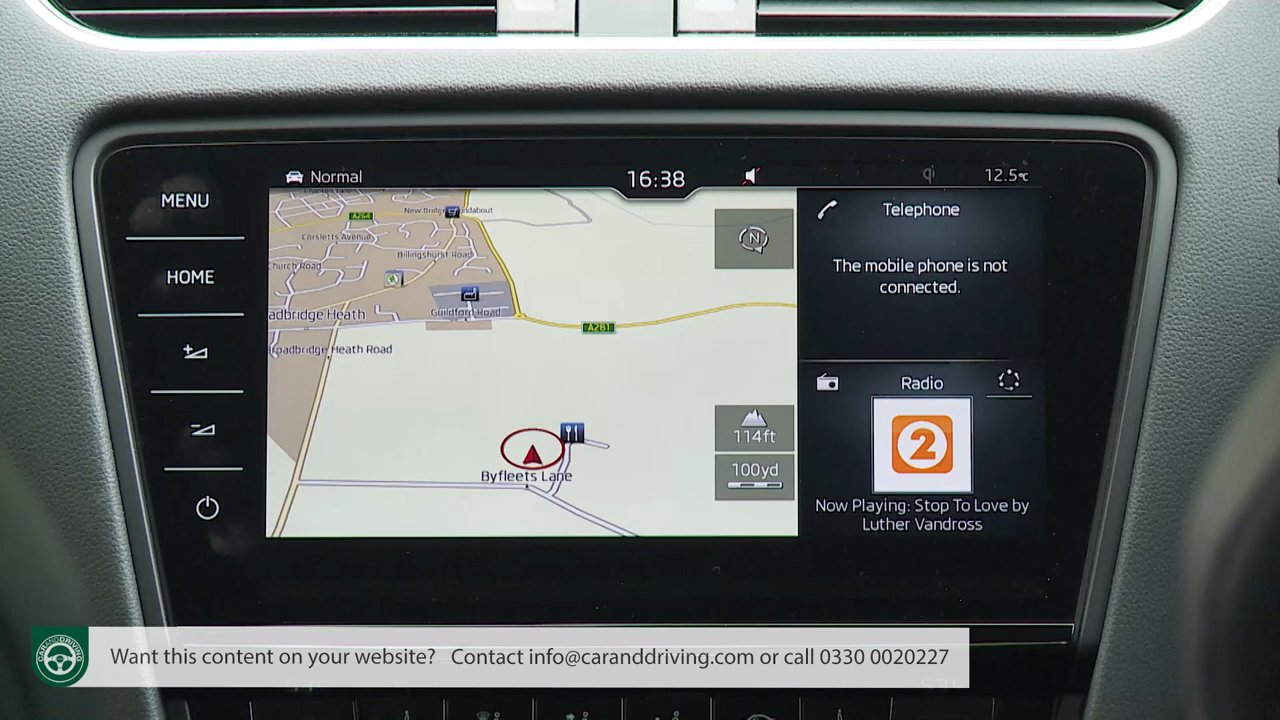 Normal
16:38
12.5℃
MENU
HOME
A264
New Bridge Roundabout
Corsletts Avenue
Billingshurst Road
Church Road
N
Telephone
The mobile phone is not
connected.
adbridge Heath
Guildford Road
A281
Broadbridge Heath Road
Radio
2
114ft
100yd
Byfleets Lane
Now Playing: Stop To Love by
Luther Vandross
CARANDDRIVING
Want this content on your website? Contact info@caranddriving.com or call 0330 0020227